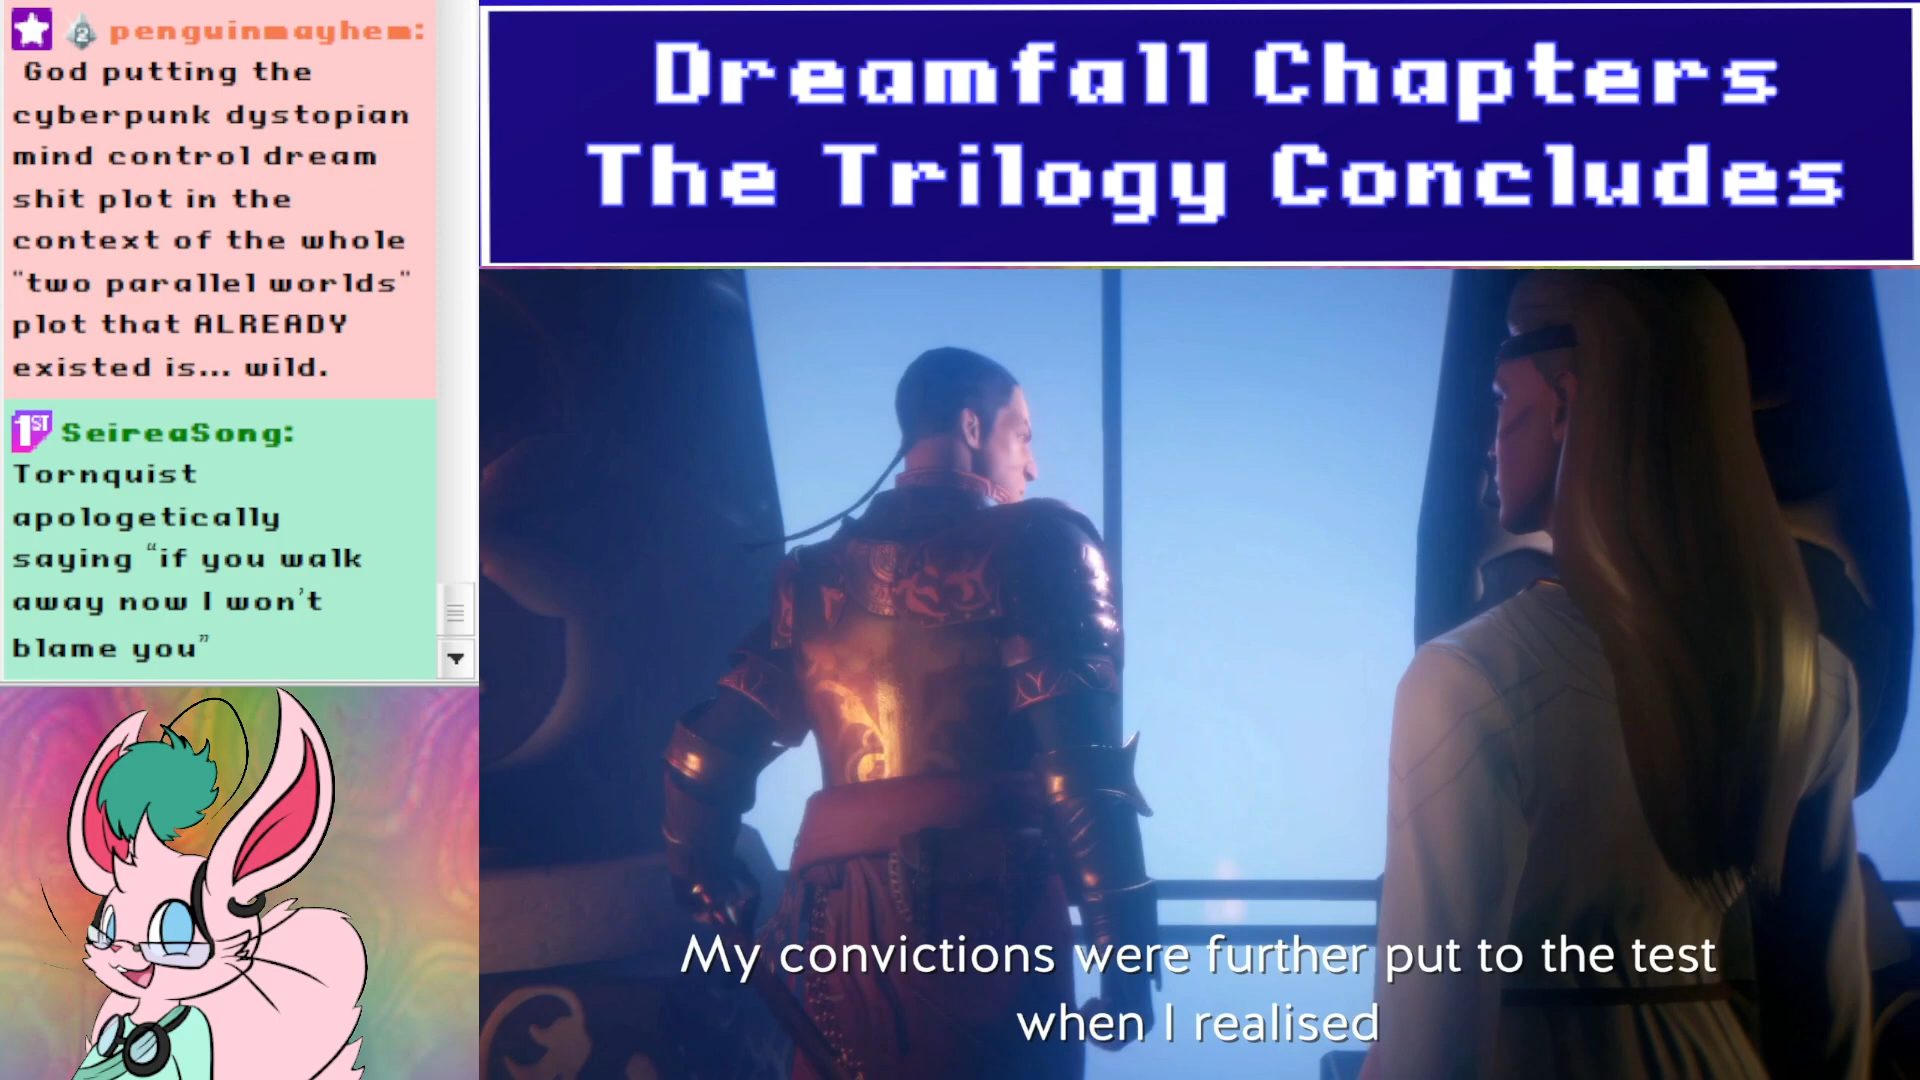 penguinmayhem:
God putting the
cyberpunk dystopian
mind control dream
shit plot in the
context of the whole
"two parallel worlds"
plot that ALREADY
existed is... wild.
1ST SeireaSong:
Tornquist
apologetically
saying “if you walk
away now I won’t
blame you”
Dreamfall Chapters
The Trilogy Concludes
My convictions were further put to the test
when I realised